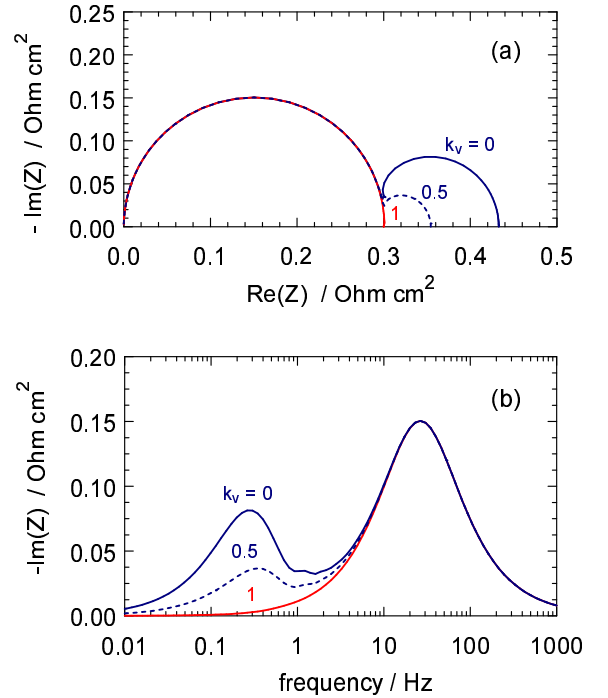 0.25
(a)
0.20
- Im(Z) / Ohm cm2
0.15
k_v = 0
0.10
0.5
0.05
1
0.00
0.0 0.1 0.2 0.3 0.4 0.5
Re(Z) / Ohm cm2
0.20
(b)
-Im(Z) / Ohm cm2
0.15
k_v = 0
0.10
0.5
0.05
1
0.00
0.01 0.1 1 10 100 1000
frequency / Hz